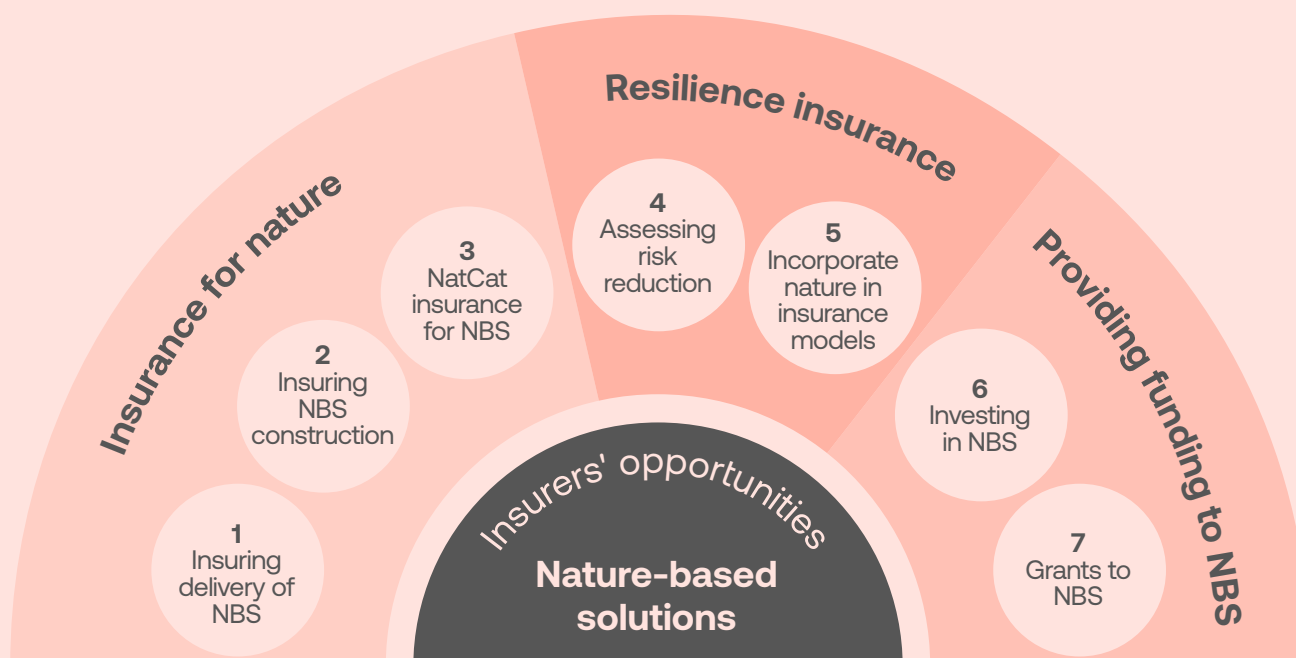 Insurance for nature
1
Insuring
delivery of
NBS
2
Insuring
NBS
construction
3
NatCat
insurance
for NBS
Resilience insurance
4
Assessing
risk
reduction
5
Incorporate
nature in
insurance
models
Providing funding to NBS
6
Investing
in NBS
7
Grants to
NBS
Insurers' opportunities
Nature-based
solutions